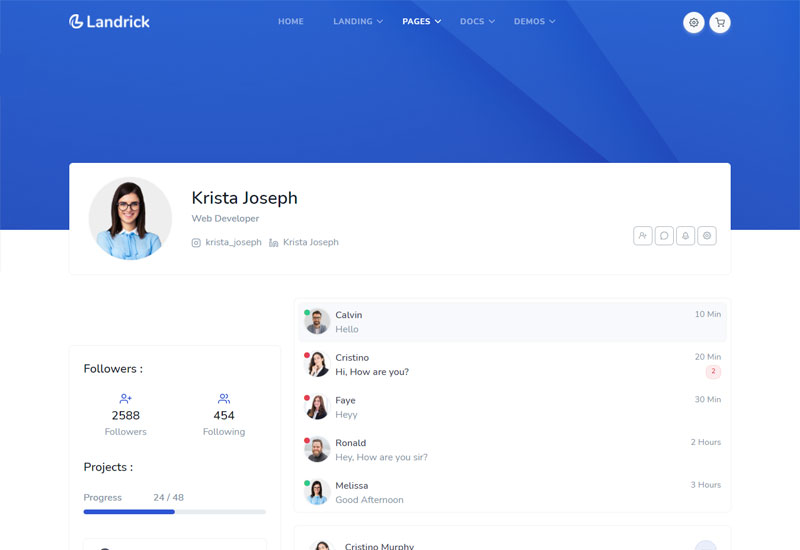 Landrick
HOME LANDING PAGES DOCS DEMOS
Krista Joseph
Web Developer
krista_joseph Krista Joseph
Followers :
2588 454
Followers Following
Projects :
Progress 24 / 48
Calvin 10 Min
Hello
Cristino 20 Min
Hi, How are you? 2
Faye 30 Min
Heyy
Ronald 2 Hours
Hey, How are you sir?
Melissa 3 Hours
Good Afternoon
Cristino Murphy